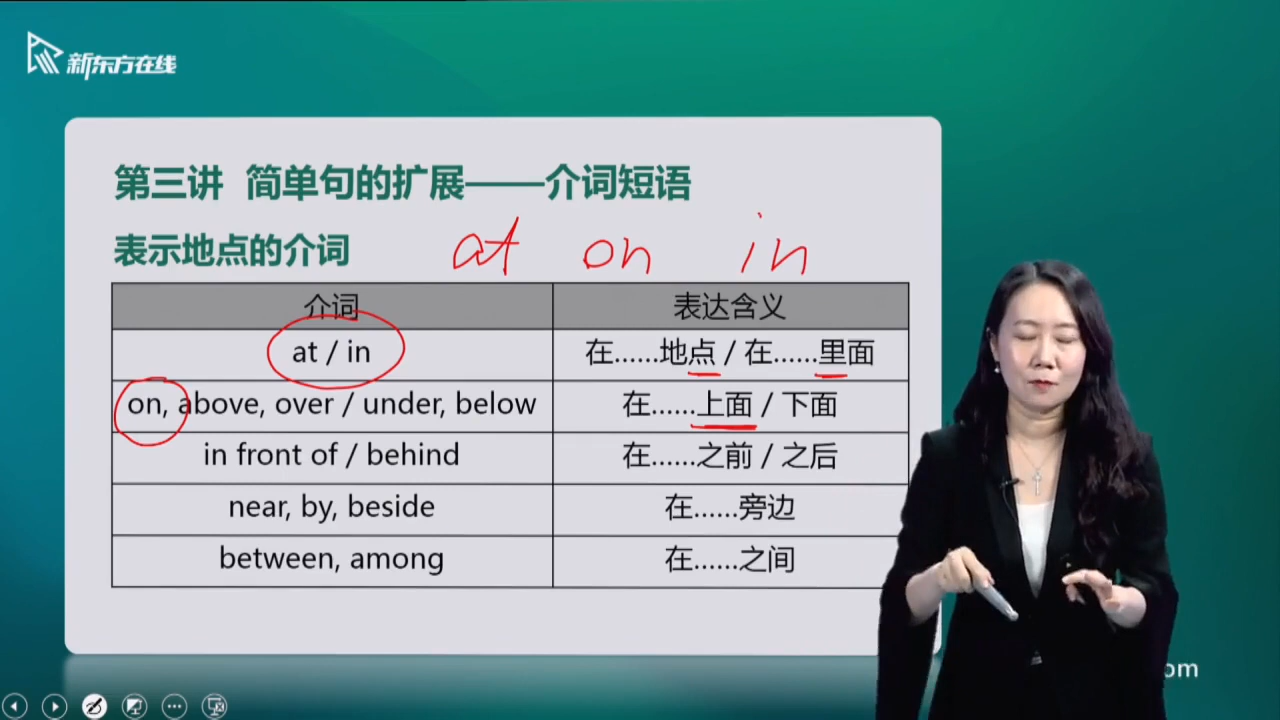 新东方在线
第三讲 简单句的扩展——介词短语
表示地点的介词 at on in
介词 表达含义
at / in 在……地点 / 在……里面
on, above, over / under, below 在……上面 / 下面
in front of / behind 在……之前 / 之后
near, by, beside 在……旁边
between, among 在……之间
om